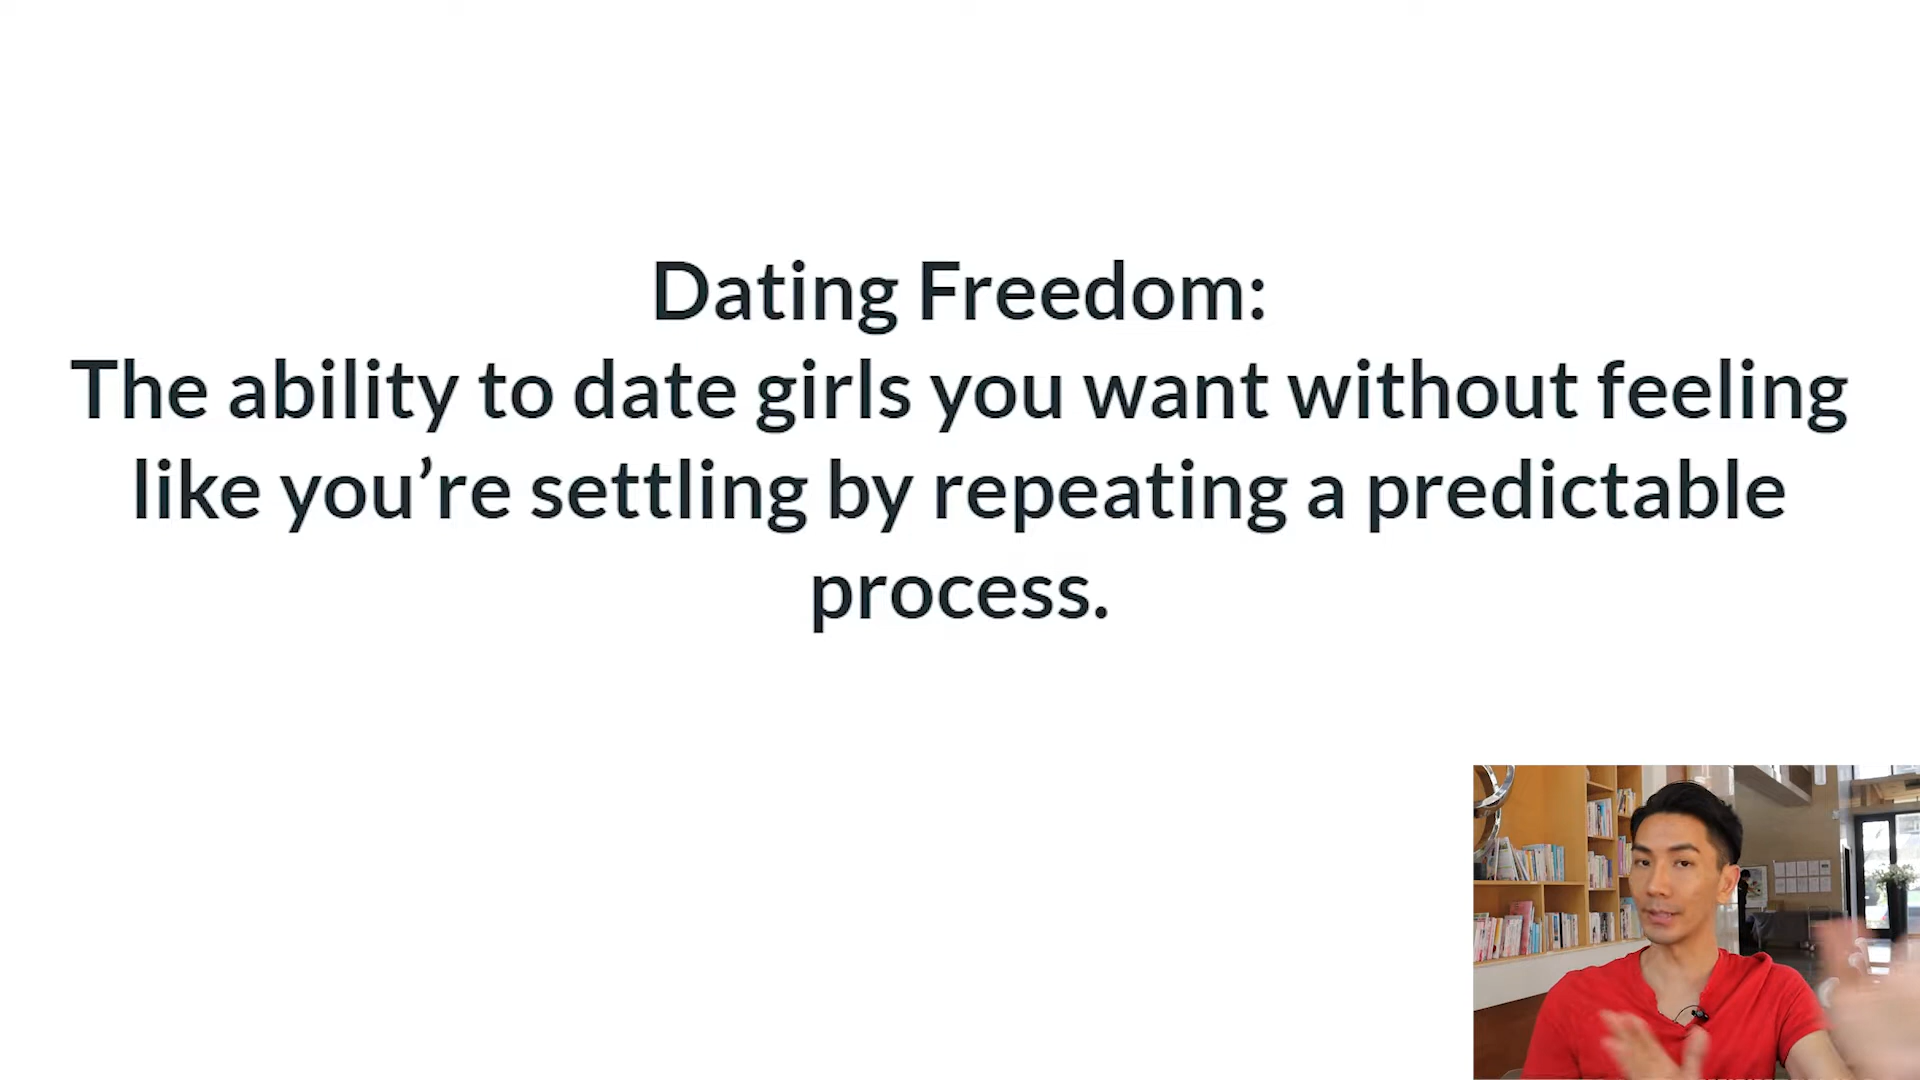 Dating Freedom:
The ability to date girls you want without feeling
like you’re settling by repeating a predictable
process.